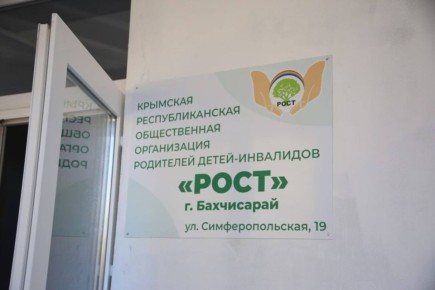 РОСТ
КРЫМСКАЯ
РЕСПУБЛИКАНСКАЯ
ОБЩЕСТВЕННАЯ
ОРГАНИЗАЦИЯ
РОДИТЕЛЕЙ ДЕТЕЙ-ИНВАЛИДОВ
«РОСТ»
г. Бахчисарай
ул. Симферопольская, 19